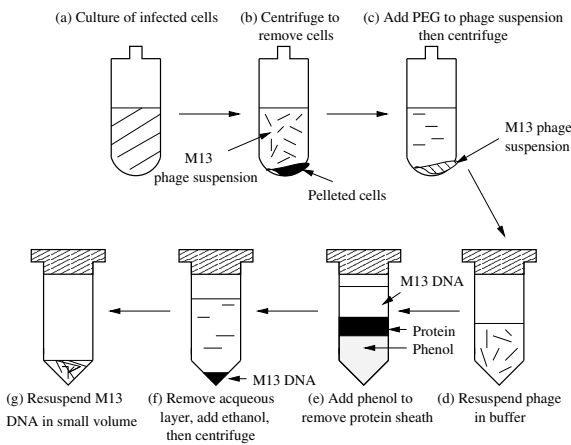 (a) Culture of infected cells
(b) Centrifuge to
remove cells
(c) Add PEG to phage suspension
then centrifuge
M13
phage suspension
Pelleted cells
M13 phage
suspension
M13 DNA
Protein
Phenol
M13 DNA
(g) Resuspend M13
DNA in small volume
(f) Remove acqueous
layer, add ethanol,
then centrifuge
(e) Add phenol to
remove protein sheath
(d) Resuspend phage
in buffer